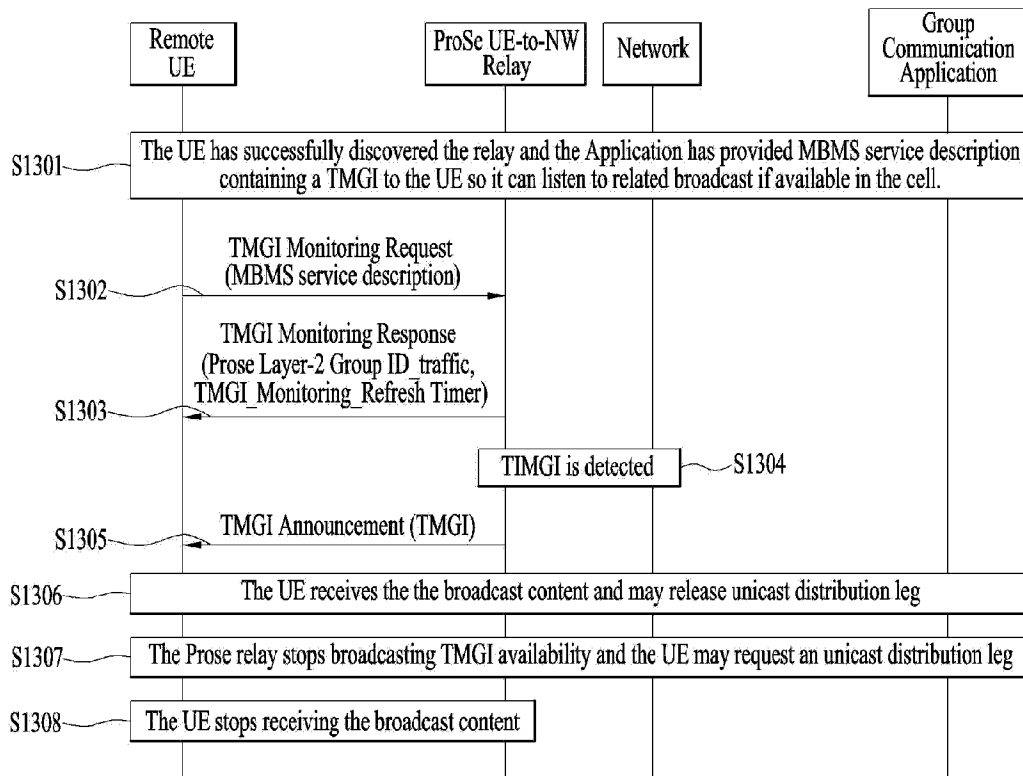 Remote
UE
ProSe UE-to-NW
Relay
Network
Group
Communication
Application
S1301
The UE has successfully discovered the relay and the Application has provided MBMS service description
containing a TMGI to the UE so it can listen to related broadcast if available in the cell.
TMGI Monitoring Request
(MBMS service description)
S1302
TMGI Monitoring Response
(Prose Layer-2 Group ID_traffic,
TMGI_Monitoring_Refresh Timer)
S1303
TIMGI is detected
S1304
TMGI Announcement (TMGI)
S1305
S1306
The UE receives the the broadcast content and may release unicast distribution leg
S1307
The Prose relay stops broadcasting TMGI availability and the UE may request an unicast distribution leg
S1308
The UE stops receiving the broadcast content